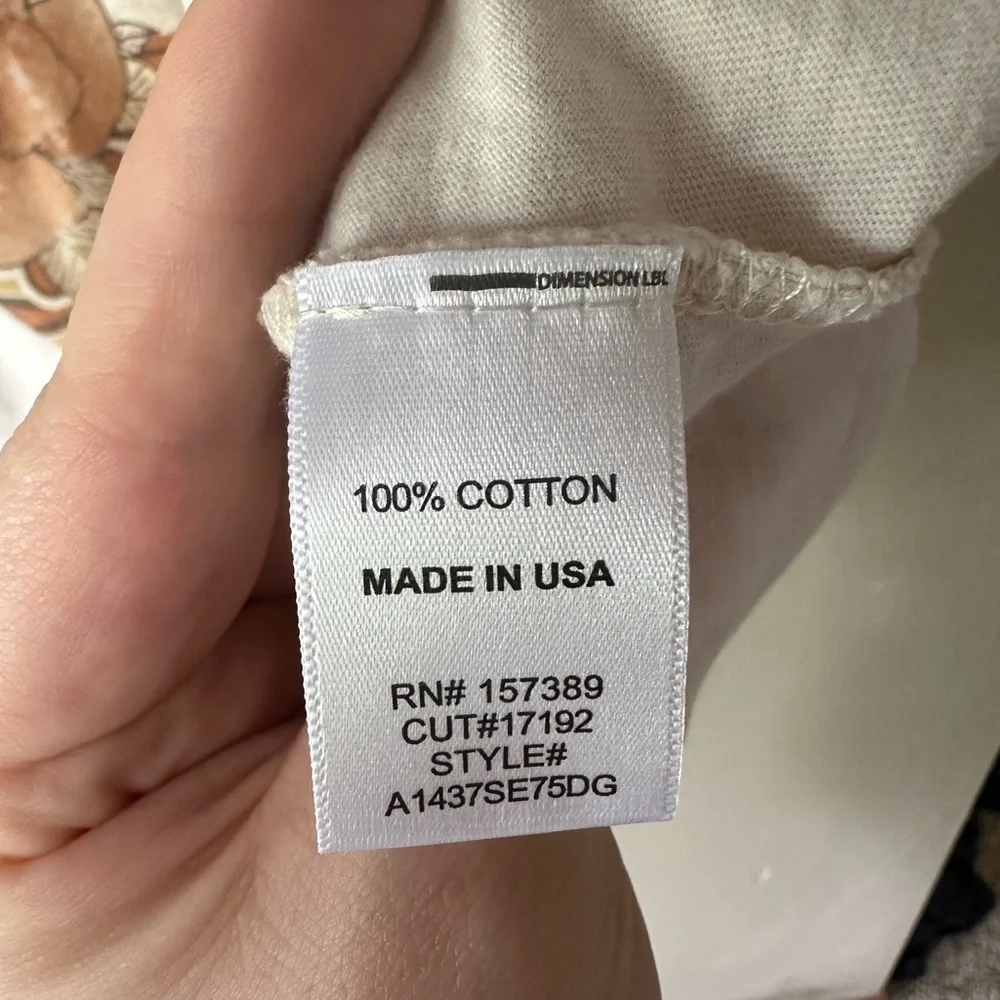 DIMENSION LBL
100% COTTON
MADE IN USA
RN# 157389
CUT#17192
STYLE#
A1437SE75DG